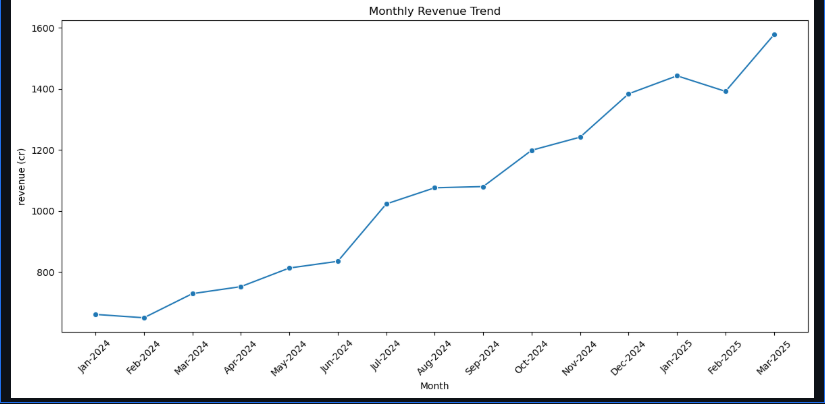 Monthly Revenue Trend
1600
1400
1200
1000
800
revenue (cr)
Jan-2024
Feb-2024
Mar-2024
Apr-2024
May-2024
Jun-2024
Jul-2024
Aug-2024
Sep-2024
Oct-2024
Nov-2024
Dec-2024
Jan-2025
Feb-2025
Mar-2025
Month